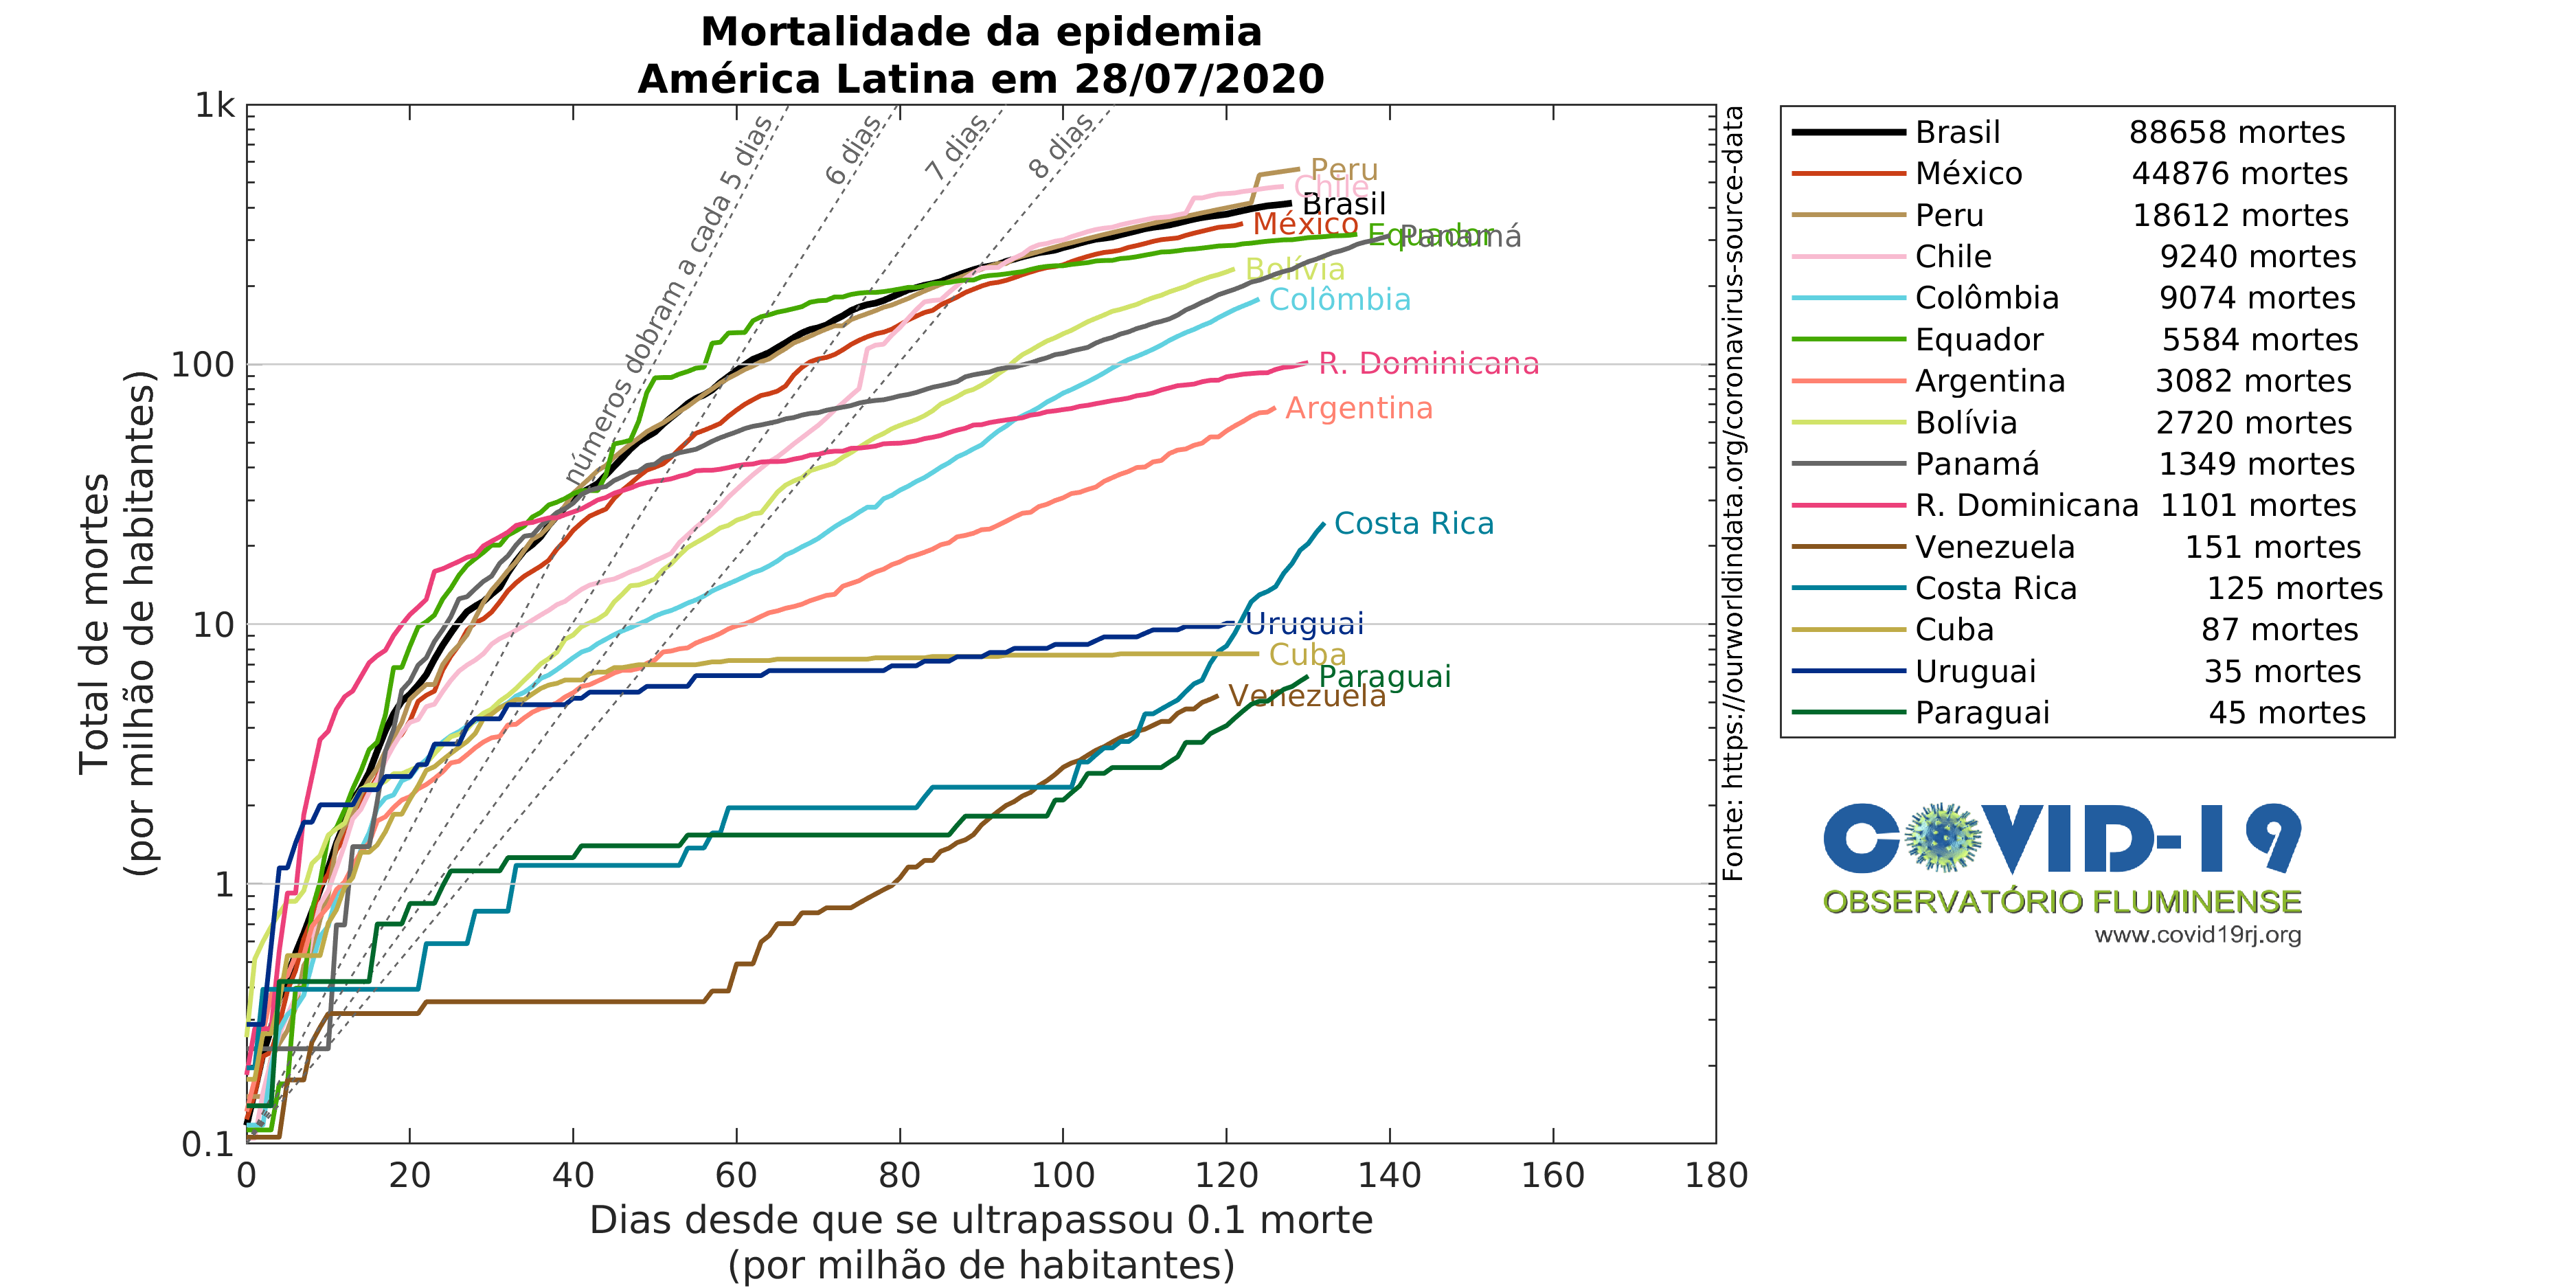 Mortalidade da epidemia
América Latina em 28/07/2020
Total de mortes
(por milhão de habitantes)
1k
100
10
1
0.1
números dobram a cada 5 dias
6 dias
7 dias
8 dias
Peru
Chile
Brasil
México
Equador
Panamá
Bolívia
Colômbia
R. Dominicana
Argentina
Costa Rica
Uruguai
Cuba
Paraguai
Venezuela
0 20 40 60 80 100 120 140 160 180
Dias desde que se ultrapassou 0.1 morte
(por milhão de habitantes)
Fonte: https://ourworldindata.org/coronavirus-source-data
Brasil 88658 mortes
México 44876 mortes
Peru 18612 mortes
Chile 9240 mortes
Colômbia 9074 mortes
Equador 5584 mortes
Argentina 3082 mortes
Bolívia 2720 mortes
Panamá 1349 mortes
R. Dominicana 1101 mortes
Venezuela 151 mortes
Costa Rica 125 mortes
Cuba 87 mortes
Uruguai 35 mortes
Paraguai 45 mortes
COVID-19
OBSERVATÓRIO FLUMINENSE
www.covid19rj.org